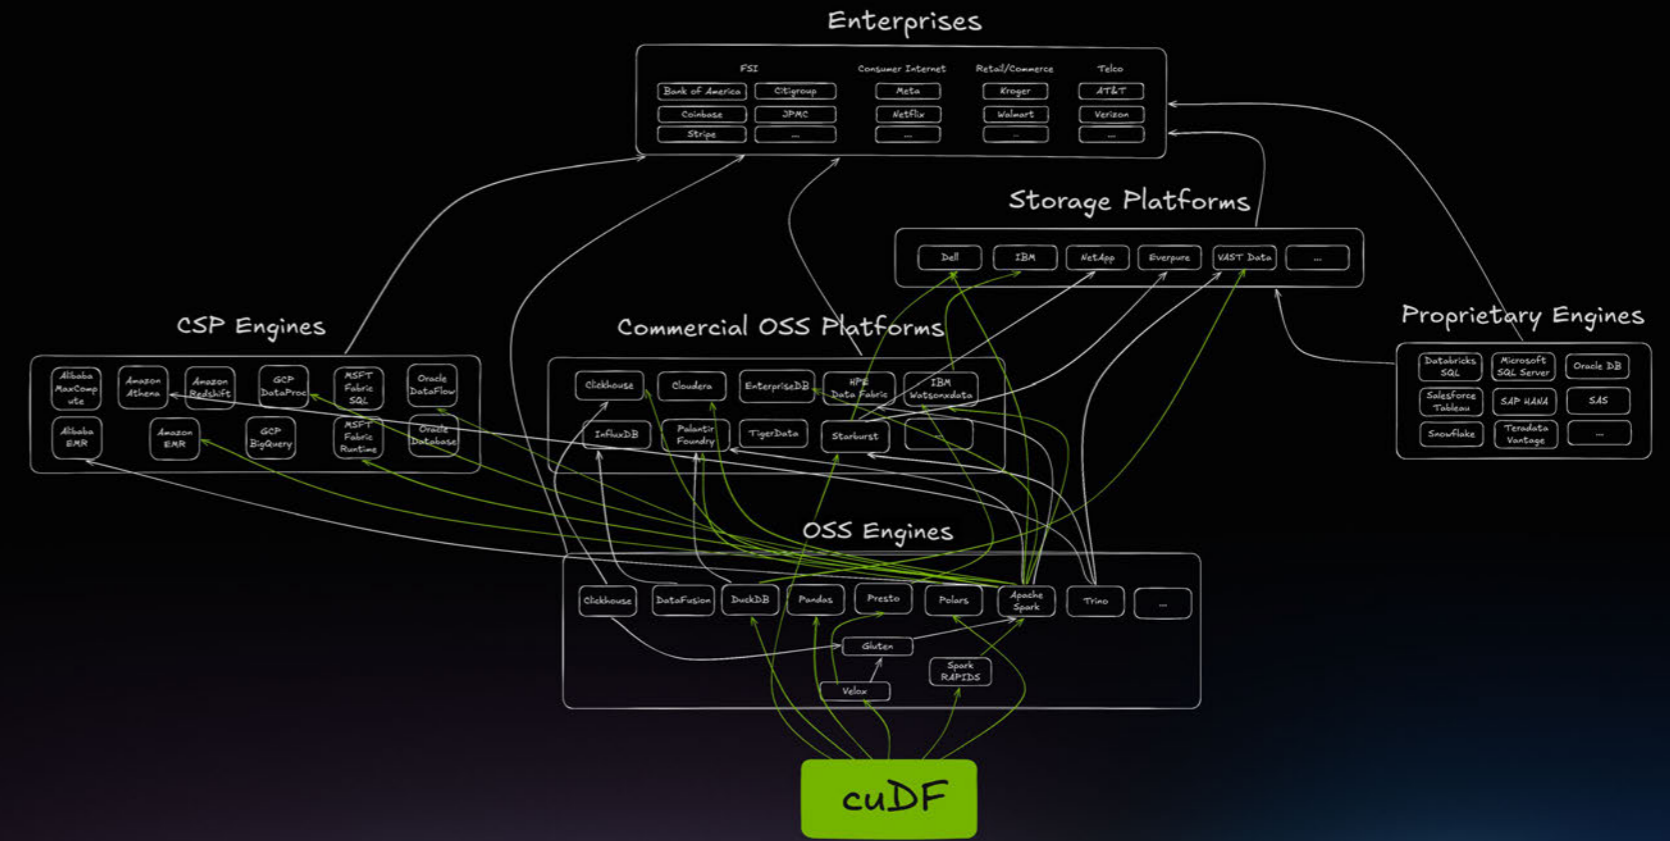 Enterprises
FSI
Consumer Internet
Retail/Commerce
Telco
Bank of America
Citigroup
Meta
Kroger
AT&T
Coinbase
JPMC
Netflix
Walmart
Verizon
Stripe
...
...
...
...
Storage Platforms
Dell
IBM
NetApp
Everpure
VAST Data
...
CSP Engines
Alibaba
MaxComp
ute
Amazon
Athena
Amazon
Redshift
GCP
DataProc
MSFT
Fabric
SQL
Oracle
DataFlow
Alibaba
EMR
Amazon
EMR
GCP
BigQuery
MSFT
Fabric
Runtime
Oracle
Database
Commercial OSS Platforms
Clickhouse
Cloudera
EnterpriseDB
HPE
Data Fabric
IBM
Watsonxdata
InfluxDB
Palantir
Foundry
TigerData
Starburst
...
Proprietary Engines
Databricks
SQL
Microsoft
SQL Server
Oracle DB
Salesforce
Tableau
SAP HANA
SAS
Snowflake
Teradata
Vantage
...
OSS Engines
Clickhouse
DataFusion
DuckDB
Pandas
Presto
Polars
Apache
Spark
Trino
...
Gluten
Spark
RAPIDS
Velox
cuDF